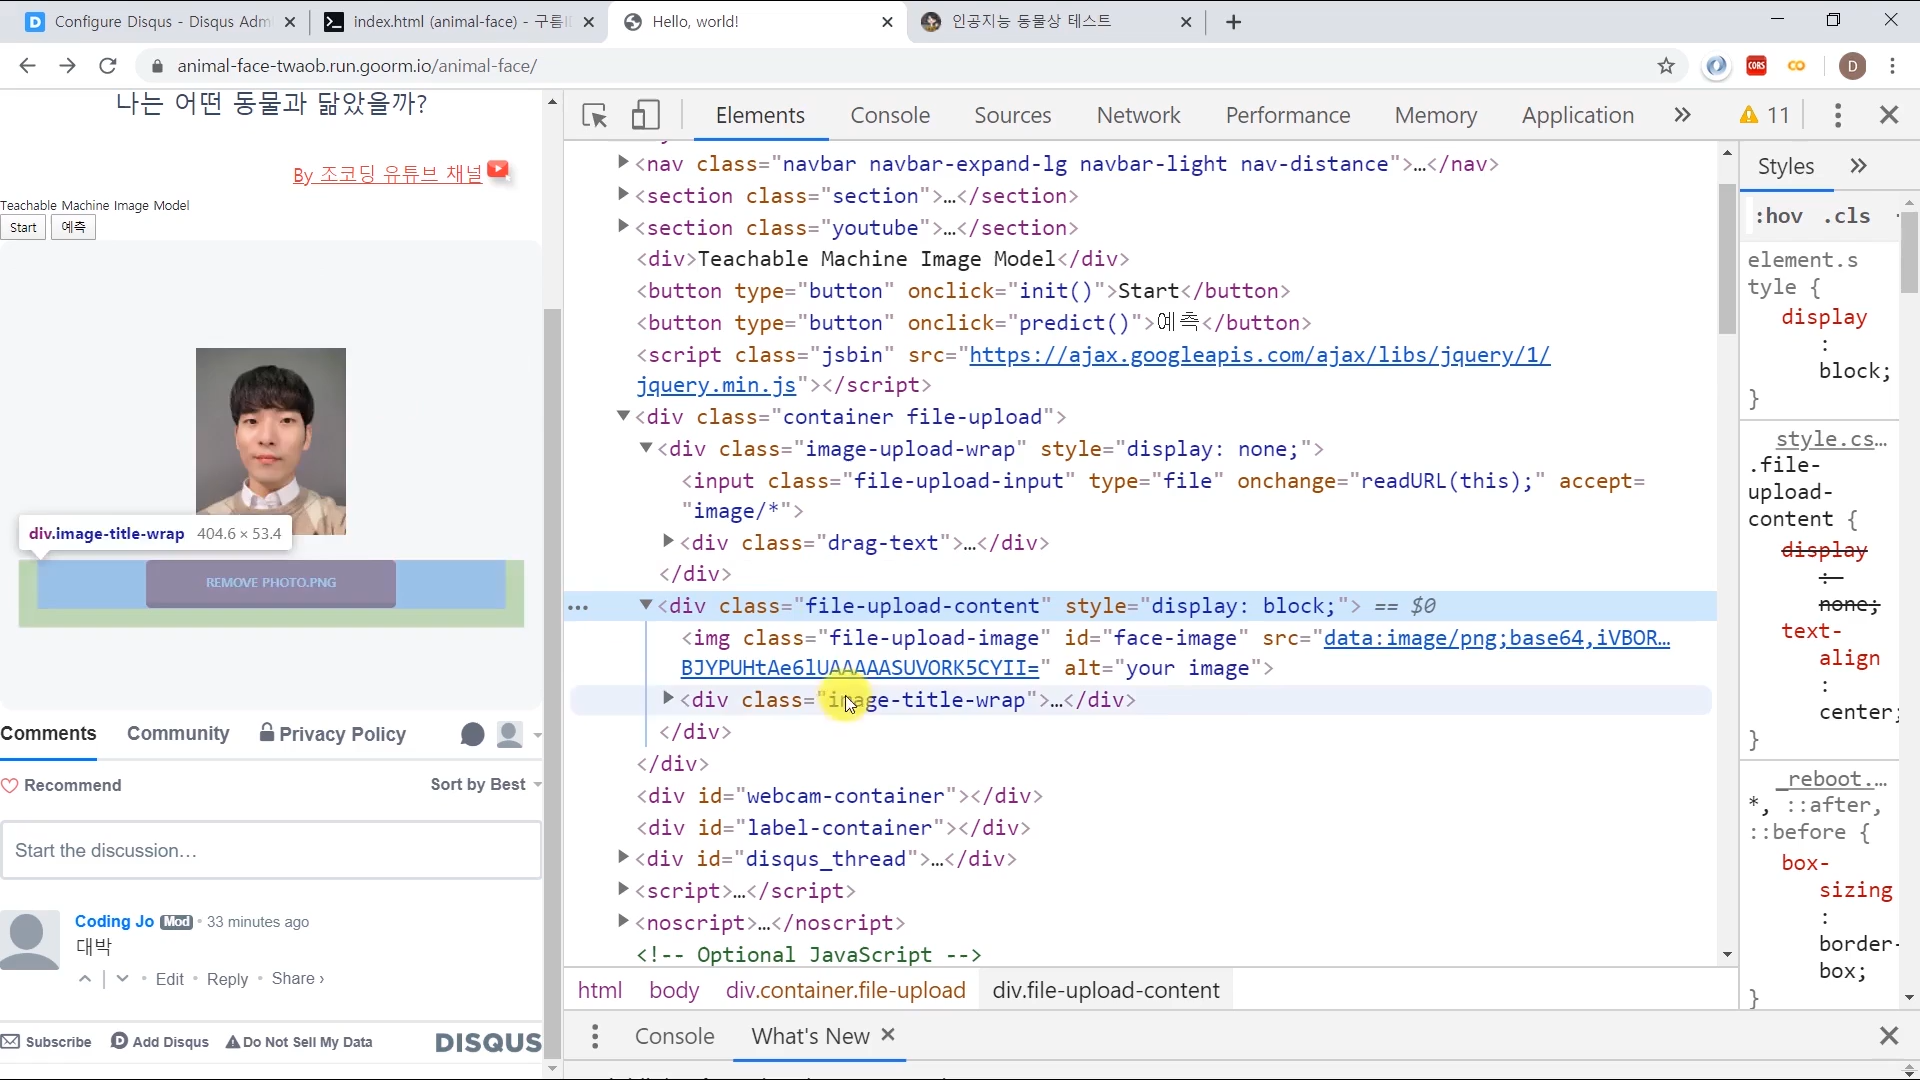 Configure Disqus - Disqus Adm
index.html (animal-face) - 구름I
Hello, world!
인공지능 동물상 테스트
animal-face-twaob.run.goorm.io/animal-face/
CORS
D
나는 어떤 동물과 닮았을까?
By 조코딩 유튜브 채널
Teachable Machine Image Model
Start
예측
div.image-title-wrap 404.6 × 53.4
REMOVE PHOTO.PNG
Comments
Community
Privacy Policy
Recommend
Sort by Best
Start the discussion…
Coding Jo Mod • 33 minutes ago
대박
• Edit • Reply • Share ›
Subscribe
Add Disqus
Do Not Sell My Data
DISQUS
Elements
Console
Sources
Network
Performance
Memory
Application
»
11
<nav class="navbar navbar-expand-lg navbar-light nav-distance">…</nav>
<section class="section">…</section>
<section class="youtube">…</section>
<div>Teachable Machine Image Model</div>
<button type="button" onclick="init()">Start</button>
<button type="button" onclick="predict()">예측</button>
<script class="jsbin" src="https://ajax.googleapis.com/ajax/libs/jquery/1/
jquery.min.js"></script>
<div class="container file-upload">
<div class="image-upload-wrap" style="display: none;">
<input class="file-upload-input" type="file" onchange="readURL(this);" accept=
"image/*">
<div class="drag-text">…</div>
</div>
<div class="file-upload-content" style="display: block;"> == $0
<img class="file-upload-image" id="face-image" src="data:image/png;base64,iVBOR…
BJYPUHtAe6lUAAAAASUVORK5CYII=" alt="your image">
<div class="image-title-wrap">…</div>
</div>
</div>
<div id="webcam-container"></div>
<div id="label-container"></div>
<div id="disqus_thread">…</div>
<script>…</script>
<noscript>…</noscript>
<!-- Optional JavaScript -->
html
body
div.container.file-upload
div.file-upload-content
Console
What's New
Styles
»
:hov .cls
element.s
tyle {
display
:
block;
}
style.cs…
.file-
upload-
content {
display
:
none;
text-
align
:
center;
}
_reboot.…
*, ::after,
::before {
box-
sizing
:
border-
box;
}